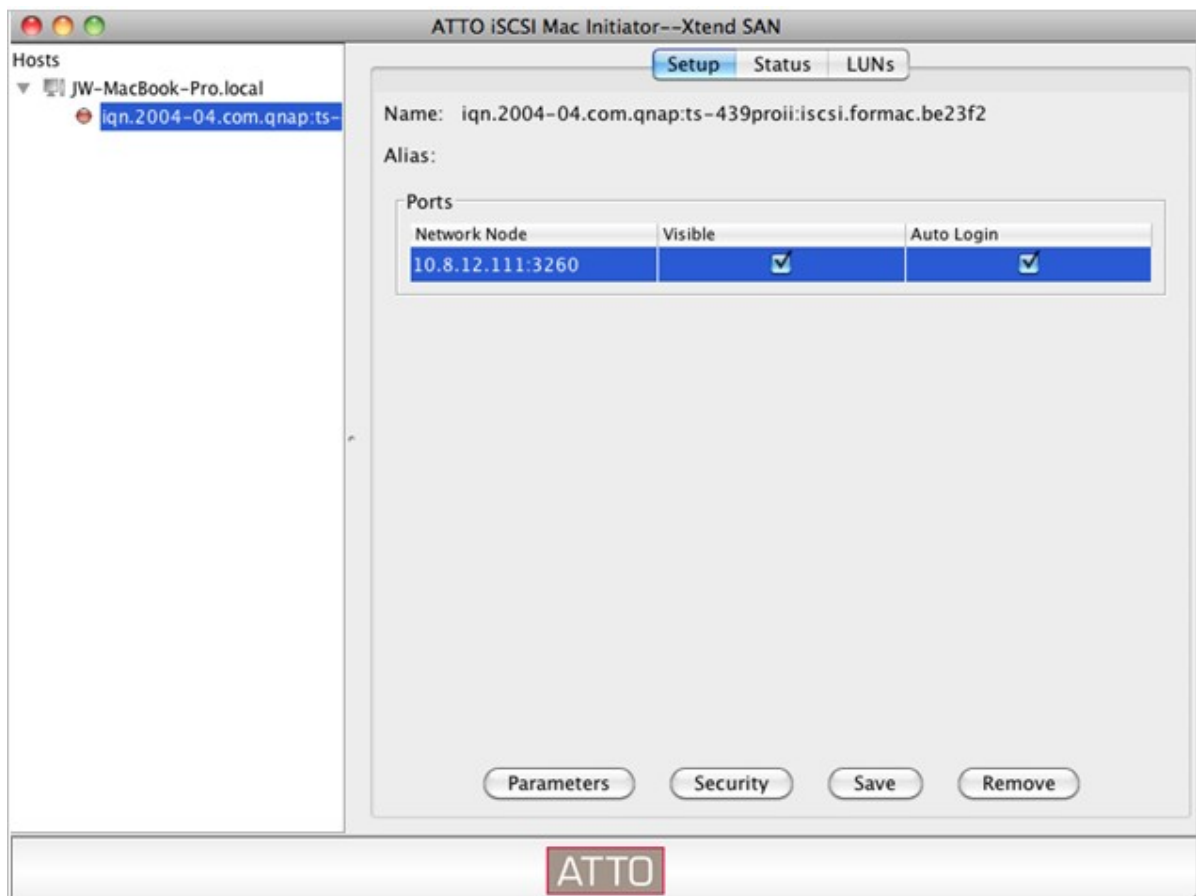 ATTO iSCSI Mac Initiator--Xtend SAN
Hosts
JW-MacBook-Pro.local
iqn.2004-04.com.qnap:ts-
Setup Status LUNs
Name: iqn.2004-04.com.qnap:ts-439proii:iscsi.formac.be23f2
Alias:
Ports
Network Node Visible Auto Login
10.8.12.111:3260
Parameters Security Save Remove
ATTO